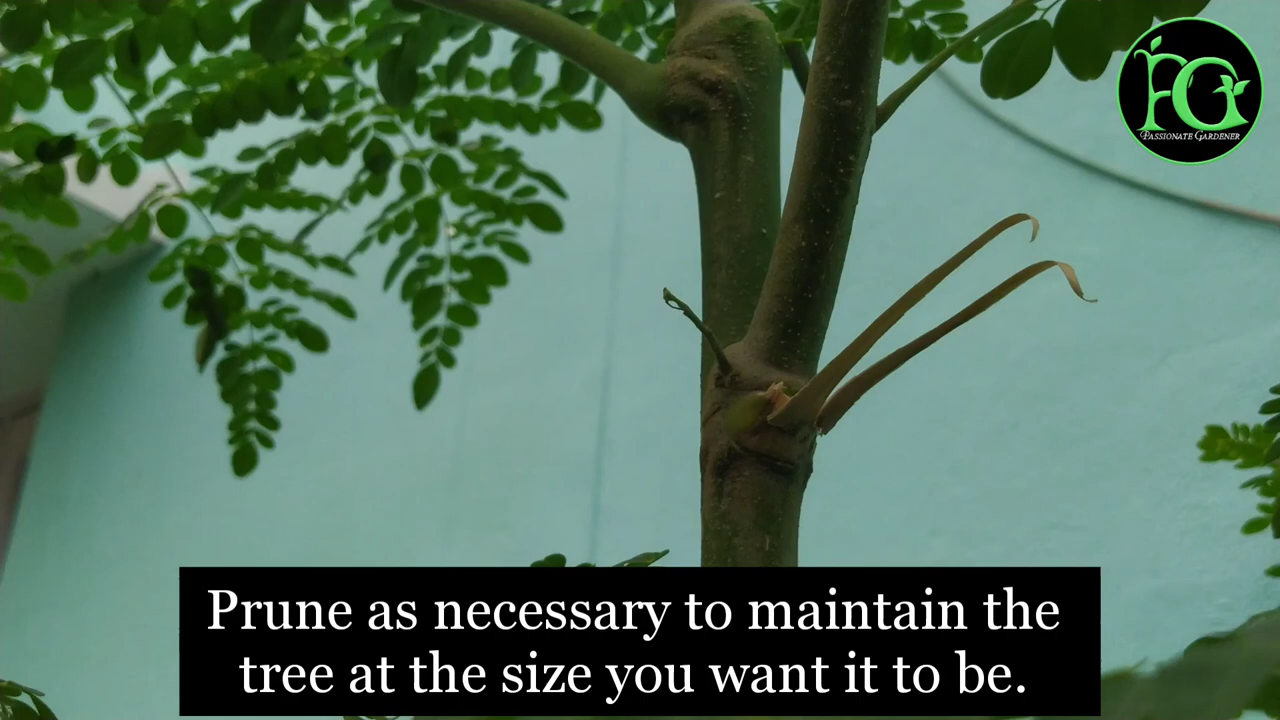 FG
PASSIONATE GARDENER
Prune as necessary to maintain the
tree at the size you want it to be.